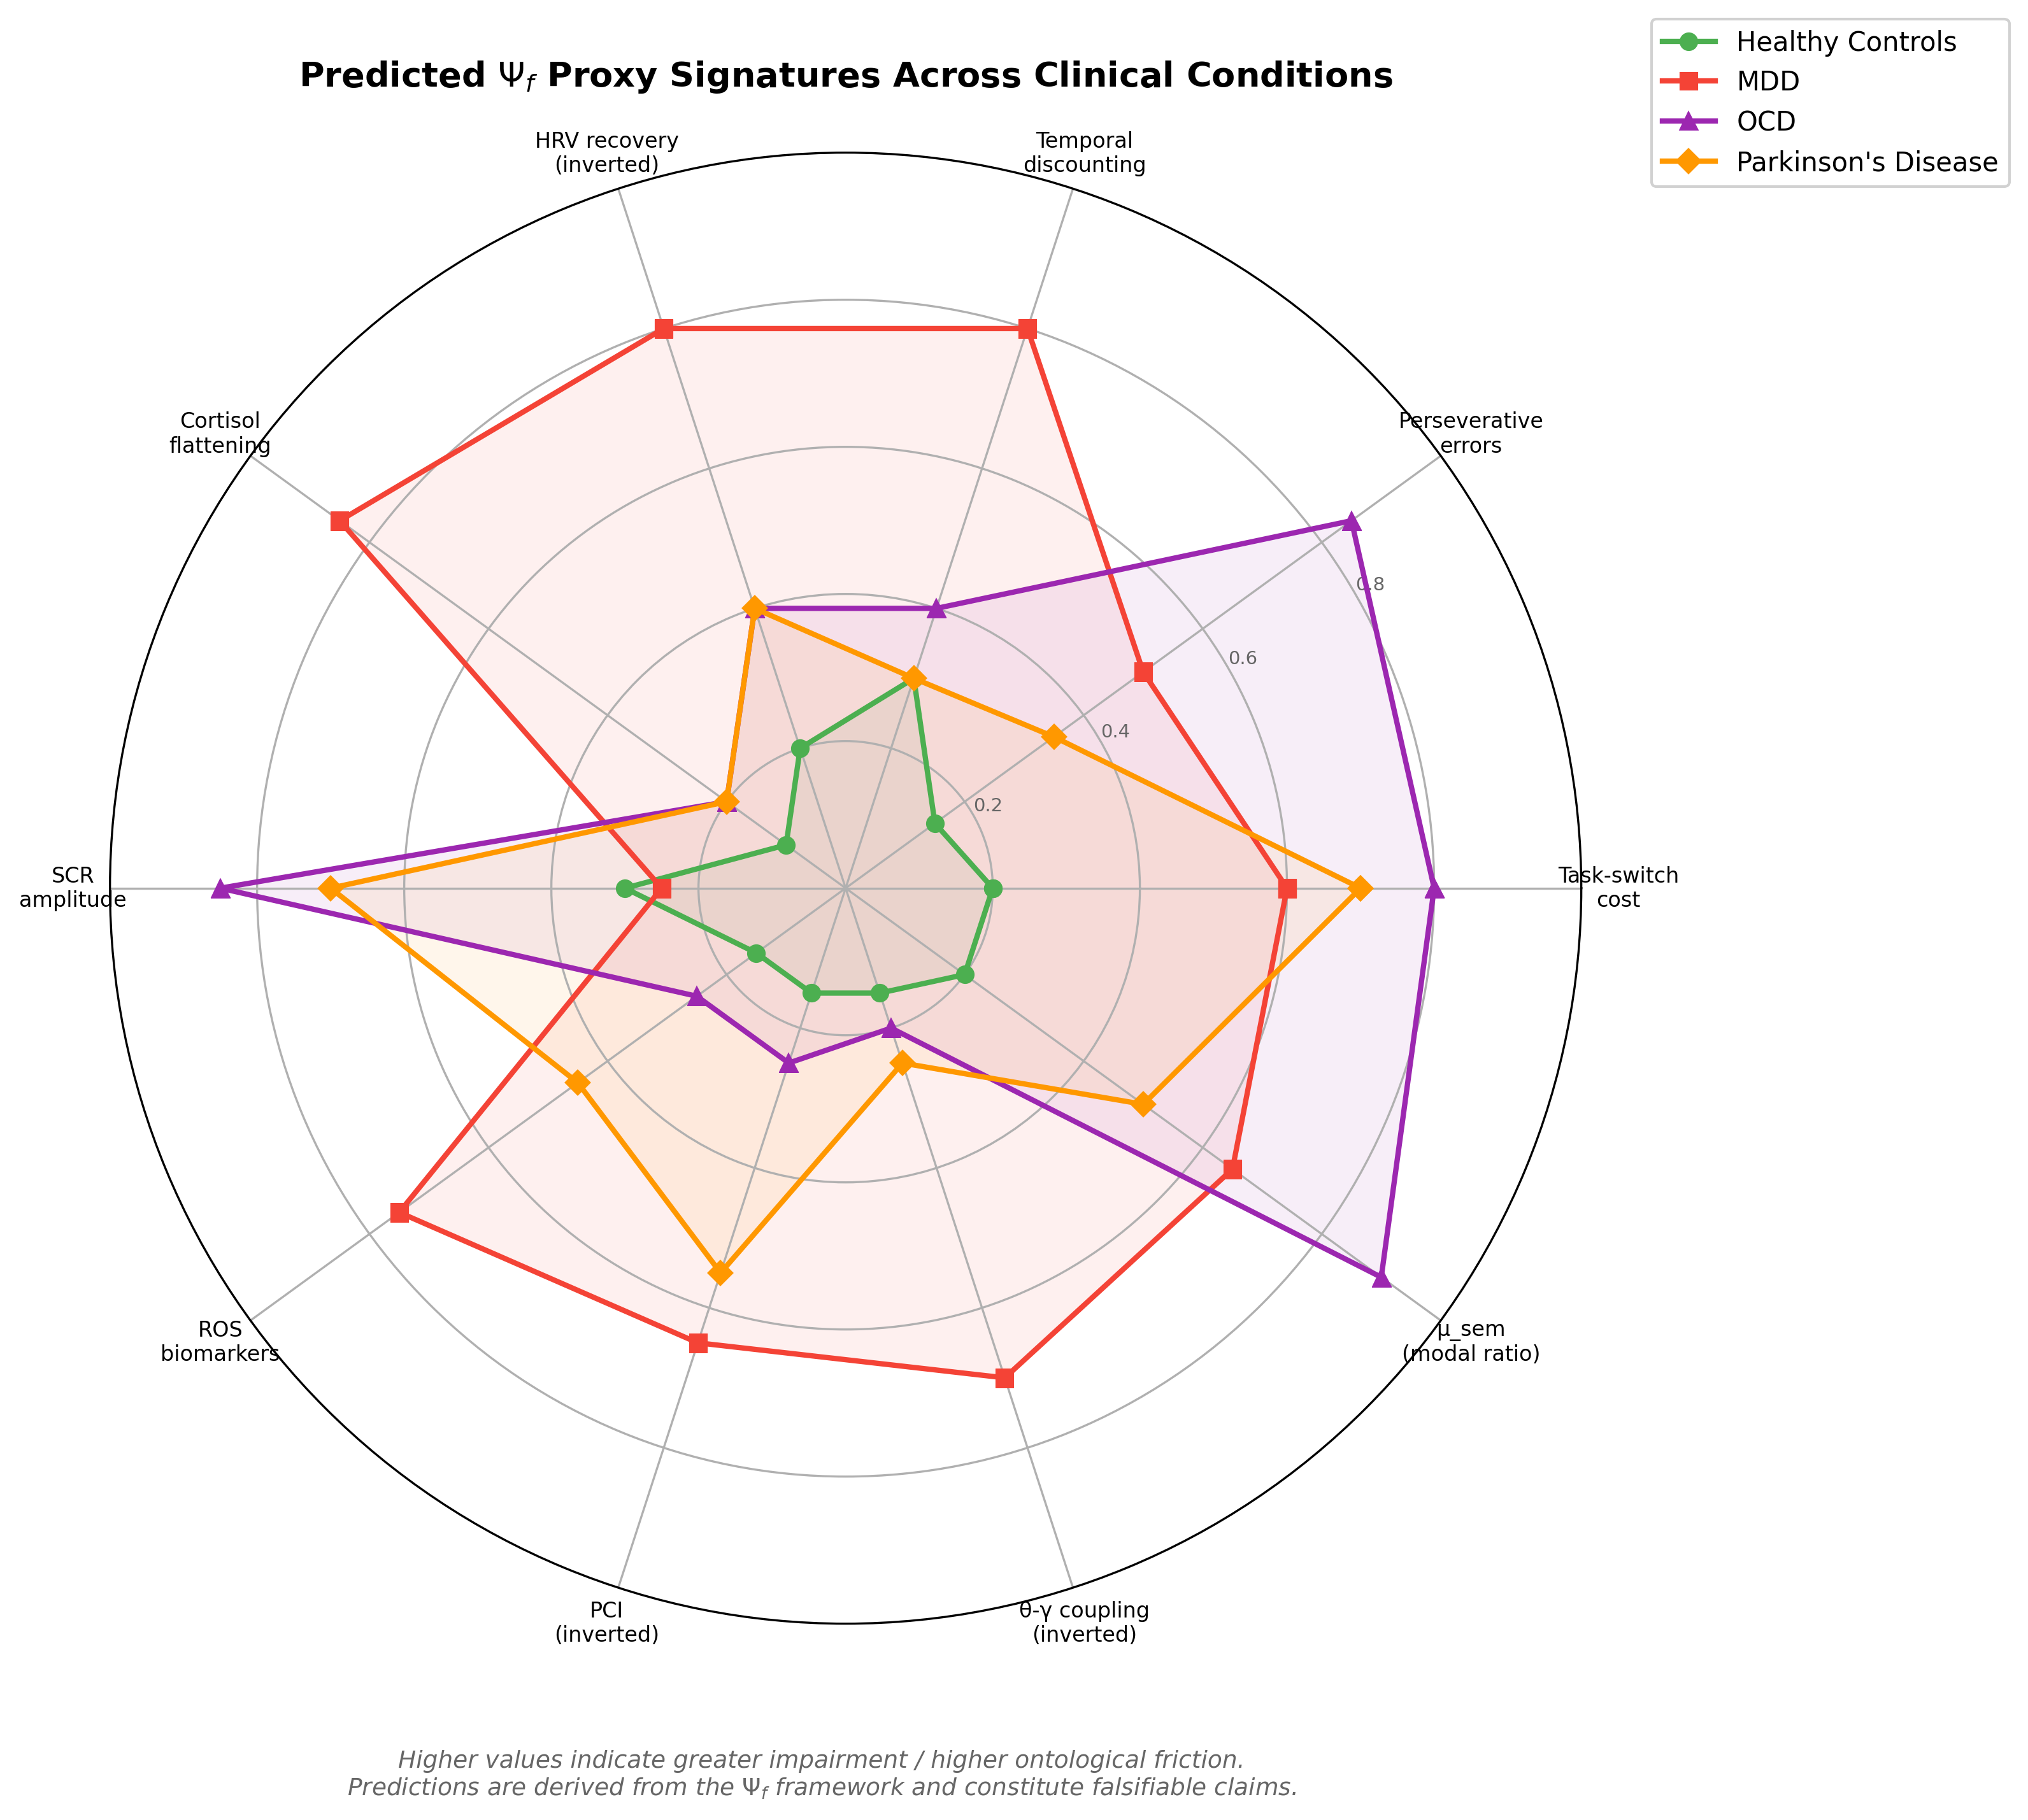 Predicted Ψf Proxy Signatures Across Clinical Conditions
Healthy Controls
MDD
OCD
Parkinson's Disease
HRV recovery
(inverted)
Temporal
discounting
Cortisol
flattening
Perseverative
errors
0.8
0.6
0.4
0.2
SCR
amplitude
Task-switch
cost
ROS
biomarkers
μ_sem
(modal ratio)
PCI
(inverted)
θ-γ coupling
(inverted)
Higher values indicate greater impairment / higher ontological friction.
Predictions are derived from the Ψf framework and constitute falsifiable claims.